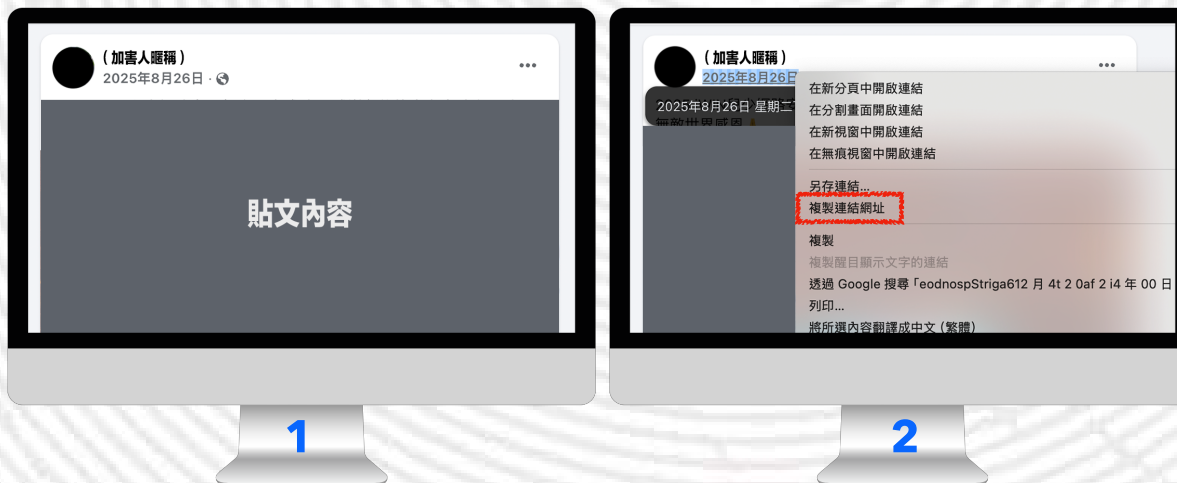 （加害人暱稱）
2025年8月26日 ·
貼文內容
1
（加害人暱稱）
2025年8月26日
2025年8月26日 星期二
無敵世界感恩
在新分頁中開啟連結
在分割畫面開啟連結
在新視窗中開啟連結
在無痕視窗中開啟連結
另存連結...
複製連結網址
複製
複製醒目顯示文字的連結
透過 Google 搜尋「eodnospStriga612 月 4t 2 0af 2 i4 年 00 日
列印...
將所選內容翻譯成中文（繁體）
2